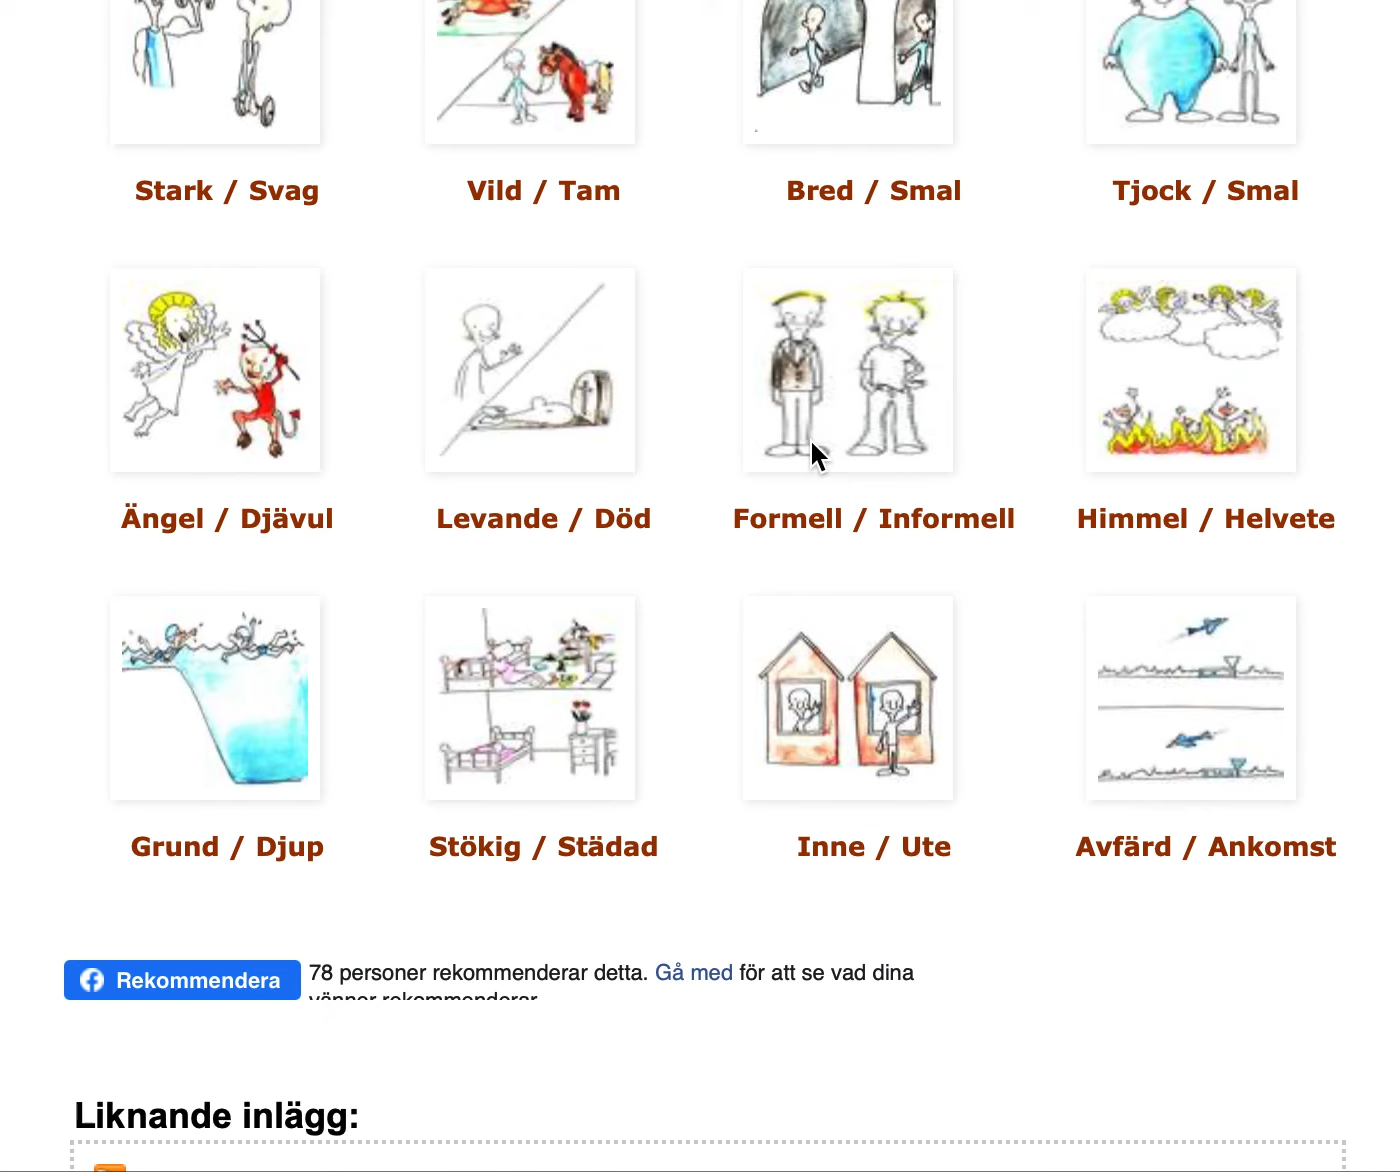 Stark / Svag
Vild / Tam
Bred / Smal
Tjock / Smal
Ängel / Djävul
Levande / Död
Formell / Informell
Himmel / Helvete
Grund / Djup
Stökig / Städad
Inne / Ute
Avfärd / Ankomst
Rekommendera
78 personer rekommenderar detta. Gå med för att se vad dina
vänner rekommenderar.
Liknande inlägg: